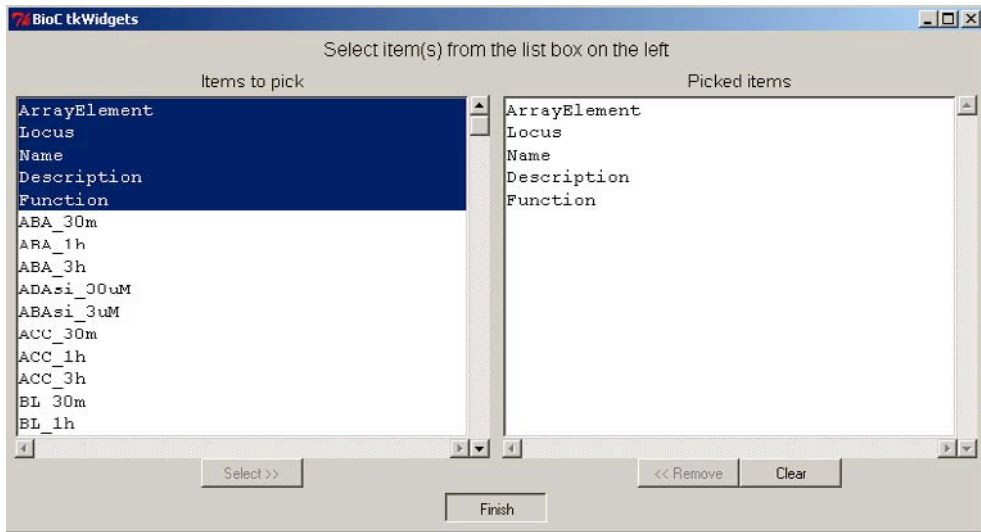 BioC tkWidgets
Select item(s) from the list box on the left
Items to pick
Picked items
ArrayElement
Locus
Name
Description
Function
ABA_30m
ABA_1h
ABA_3h
ABAsi_30uM
ABAsi_3uM
ACC_30m
ACC_1h
ACC_3h
BL_30m
BL_1h
ArrayElement
Locus
Name
Description
Function
Select >>
<< Remove
Clear
Finish